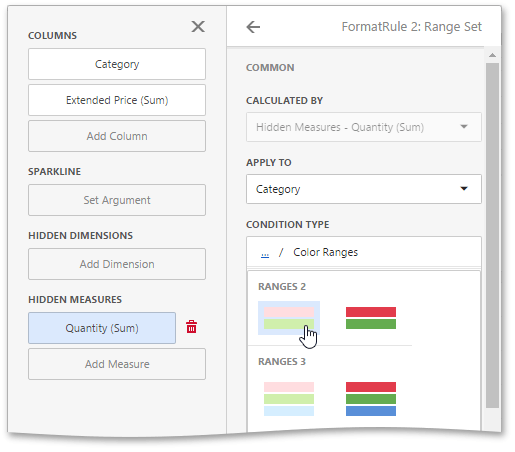 COLUMNS
Category
Extended Price (Sum)
Add Column
SPARKLINE
Set Argument
HIDDEN DIMENSIONS
Add Dimension
HIDDEN MEASURES
Quantity (Sum)
Add Measure
FormatRule 2: Range Set
COMMON
CALCULATED BY
Hidden Measures - Quantity (Sum)
APPLY TO
Category
CONDITION TYPE
... / Color Ranges
RANGES 2
RANGES 3